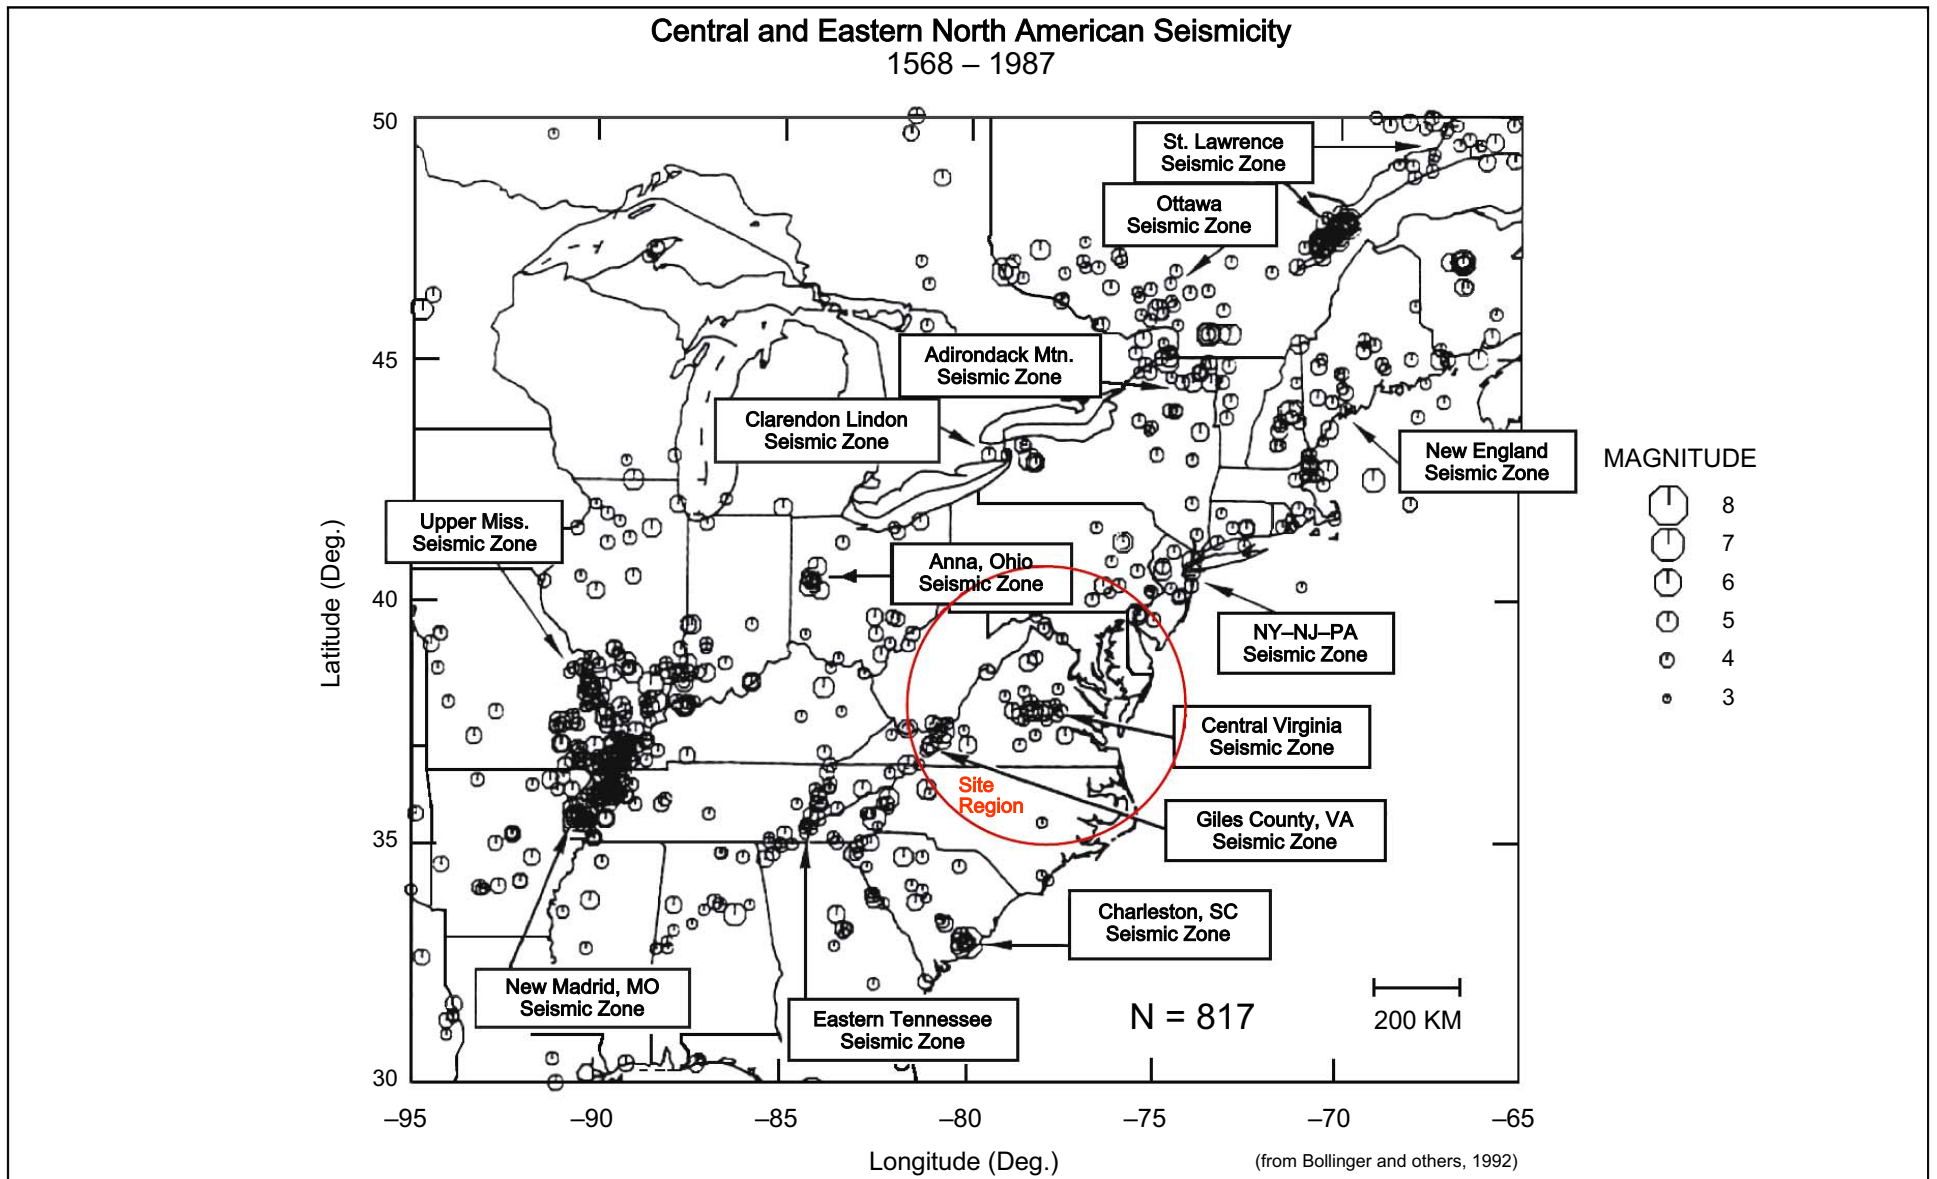 Central and Eastern North American Seismicity
1568 – 1987
50
45
40
35
30
Latitude (Deg.)
–95
–90
–85
–80
–75
–70
–65
Longitude (Deg.)
(from Bollinger and others, 1992)
St. Lawrence
Seismic Zone
Ottawa
Seismic Zone
Adirondack Mtn.
Seismic Zone
Clarendon Lindon
Seismic Zone
New England
Seismic Zone
Upper Miss.
Seismic Zone
Anna, Ohio
Seismic Zone
NY–NJ–PA
Seismic Zone
Central Virginia
Seismic Zone
Site
Region
Giles County, VA
Seismic Zone
Charleston, SC
Seismic Zone
New Madrid, MO
Seismic Zone
Eastern Tennessee
Seismic Zone
N = 817
200 KM
MAGNITUDE
8
7
6
5
4
3